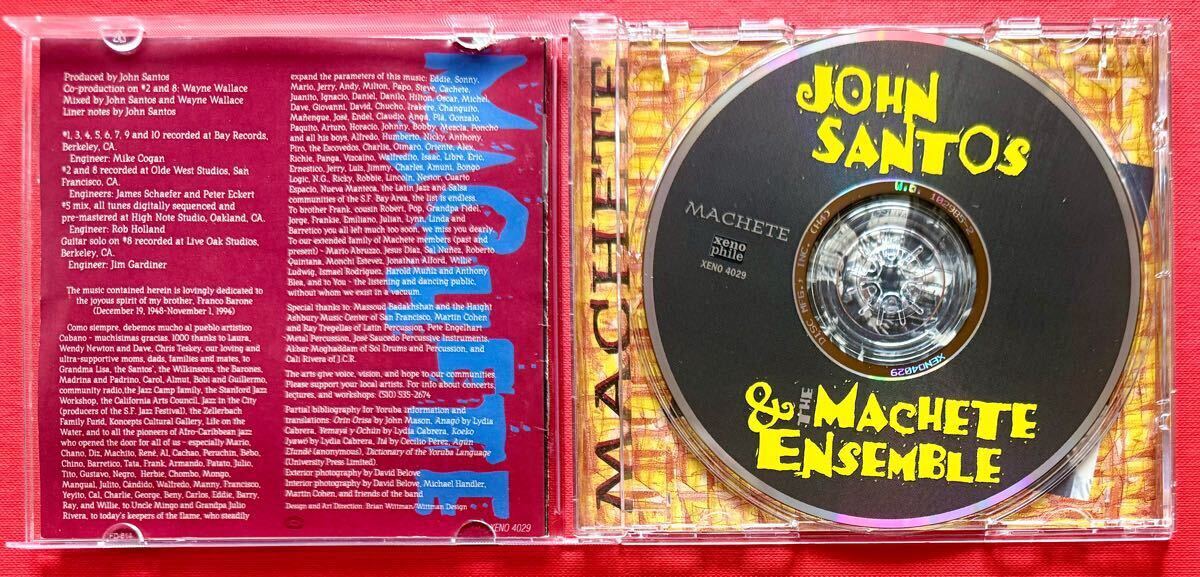 Produced by John Santos
Co-production on #2 and 8: Wayne Wallace
Mixed by John Santos and Wayne Wallace
Liner notes by John Santos
#1, 3, 4, 5, 6, 7, 9 and 10 recorded at Bay Records,
Berkeley, CA.
Engineer: Mike Cogan
#2 and 8 recorded at Olde West Studios, San
Francisco, CA.
Engineers: James Schaefer and Peter Eckert
#5 mix, all tunes digitally sequenced and
pre-mastered at High Note Studio, Oakland, CA.
Engineer: Rob Holland
Guitar solo on #8 recorded at Live Oak Studios,
Berkeley, CA.
Engineer: Jim Gardiner
The music contained herein is lovingly dedicated to
the joyous spirit of my brother, Franco Barone
(December 19, 1948-November 1, 1994)
Como siempre, debemos mucho al pueblo artistico
Cubano - muchisimas gracias. 1000 thanks to Laura,
Wendy Newton and Dave, Chris Teskey, our loving and
ultra-supportive moms, dads, families and mates, to
Grandma Lisa, the Santos', the Wilkinsons, the Barones,
Madrina and Padrino, Carol, Almut, Bobi and Guillermo,
community radio,the Jazz Camp family, the Stanford Jazz
Workshop, the California Arts Council, Jazz in the City
(producers of the S.F. Jazz Festival), the Zellerbach
Family Fund, Koncepts Cultural Gallery, Life on the
Water, and to all the pioneers of Afro-Caribbean jazz
who opened the door for all of us - especially Mario,
Chano, Diz, Machito, René, Al, Cachao, Peruchin, Bebo,
Chino, Barretico, Tata, Frank, Armando, Patato, Julio,
Tito, Gustavo, Negro, Herbie, Chombo, Mongo,
Mangual, Julito, Cándido, Walfredo, Manny, Francisco,
Yeyito, Cal, Charlie, George, Beny, Carlos, Eddie, Barry,
Ray, and Willie, to Uncle Mingo and Grandpa Julio
Rivera, to today's keepers of the flame, who steadily
expand the parameters of this music: Eddie, Sonny,
Mario, Jerry, Andy, Milton, Papo, Steve, Cachete,
Juanito, Ignacio, Daniel, Danilo, Hilton, Oscar, Michel,
Dave, Giovanni, David, Chucho, Irakere, Changuito,
Mañengue, José, Endel, Claudio, Angá, Plá, Gonzalo,
Paquito, Arturo, Horacio, Johnny, Bobby, Mezcla, Poncho
and all his boys, Alfredo, Humberto, Nicky, Anthony,
Piro, the Escovedos, Charlie, Oimaro, Oriente, Alex,
Richie, Panga, Vizcaino, Walfredito, Isaac, Libre, Eric,
Ernestico, Jerry, Luis, Jimmy, Charles, Amuni, Bongo
Logic, N.G., Ricky, Robbie, Lincoln, Nestor, Cuarto
Espacio, Nueva Manteca, the Latin Jazz and Salsa
communities of the S.F. Bay Area, the list is endless.
To brother Frank, cousin Robert, Pop, Grandpa Fidel,
Jorge, Frankie, Emiliano, Julian, Lynn, Linda and
Barretico you all left much too soon, we miss you dearly.
To our extended family of Machete members (past and
present) - Mario Abruzzo, Jesus Diaz, Sal Nuñez, Roberto
Quintana, Monchi Estevez, Jonathan Alford, Willie
Ludwig, Ismael Rodriguez, Harold Muñiz and Anthony
Blea, and to You - the listening and dancing public,
without whom we exist in a vacuum.
Special thanks to: Massoud Badakhshan and the Haight
Ashbury Music Center of San Francisco, Martin Cohen
and Ray Tregellas of Latin Percussion, Pete Engelhart
Metal Percussion, José Saucedo Percussive Instruments,
Akbar Moghaddam of Sol Drums and Percussion, and
Cali Rivera of J.C.R.
The arts give voice, vision, and hope to our communities.
Please support your local artists. For info about concerts,
lectures, and workshops: (510) 535-2674
Partial bibliography for Yoruba information and
translations: Orin Òrìsà by John Mason, Anagó by Lydia
Cabrera, Yemaya y Ochún by Lydia Cabrera, Koeko
Iyawó by Lydia Cabrera, Itá by Cecilio Pérez, Agún
Efundé (anonymous), Dictionary of the Yoruba Language
(University Press Limited).
Exterior photography by David Belove
Interior photography by David Belove, Michael Handler,
Martin Cohen, and friends of the band
Design and Art Direction: Brian Wittman/Wittman Design
XENO 4029
MACHETE
MACHETE
JOHN
SANTOS
MACHETE
xeno
phile
XENO 4029
& THE MACHETE
ENSEMBLE
XENO4029
DISC MFG., INC. (H4)